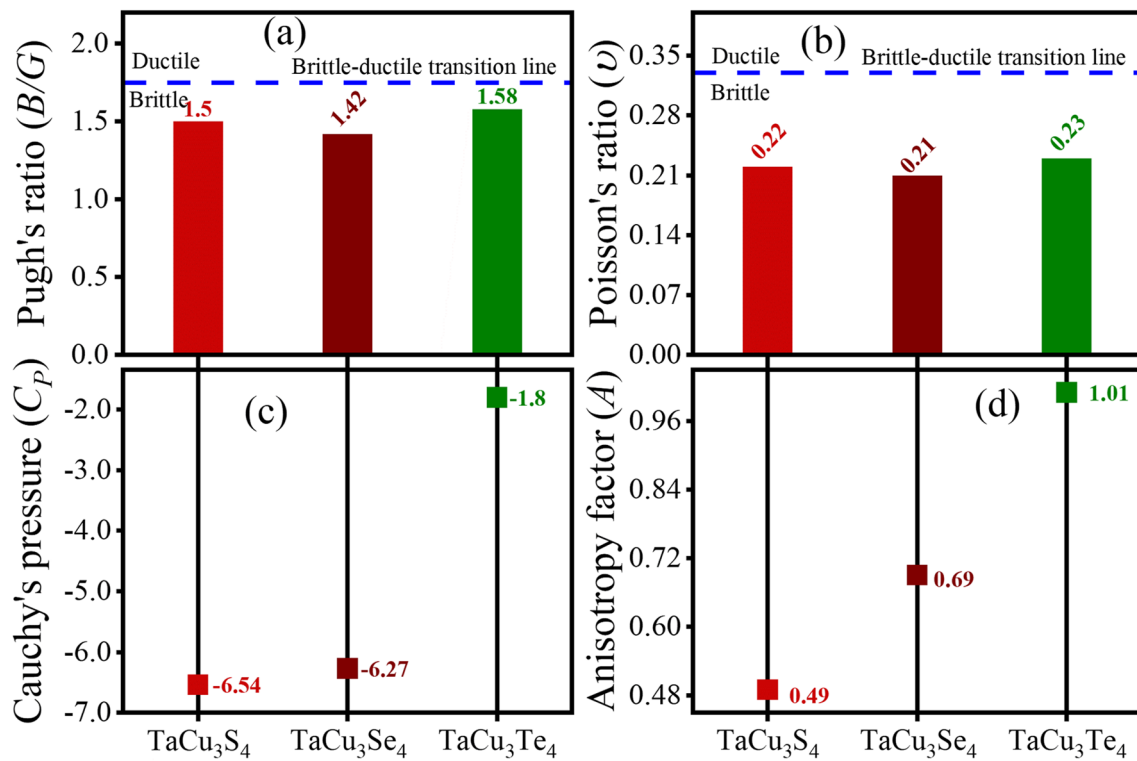 Pugh's ratio (B/G)
(a)
2.0
1.5
1.0
0.5
0.0
Ductile
Brittle-ductile transition line
Brittle
1.5
1.42
1.58
Poisson's ratio (υ)
(b)
0.35
0.28
0.21
0.14
0.07
0.00
Ductile
Brittle-ductile transition line
Brittle
0.22
0.21
0.23
Cauchy's pressure (Cₚ)
(c)
-2.0
-3.0
-4.0
-5.0
-6.0
-7.0
-6.54
-6.27
-1.8
TaCu₃S₄
TaCu₃Se₄
TaCu₃Te₄
Anisotropy factor (A)
(d)
0.96
0.84
0.72
0.60
0.48
0.49
0.69
1.01
TaCu₃S₄
TaCu₃Se₄
TaCu₃Te₄